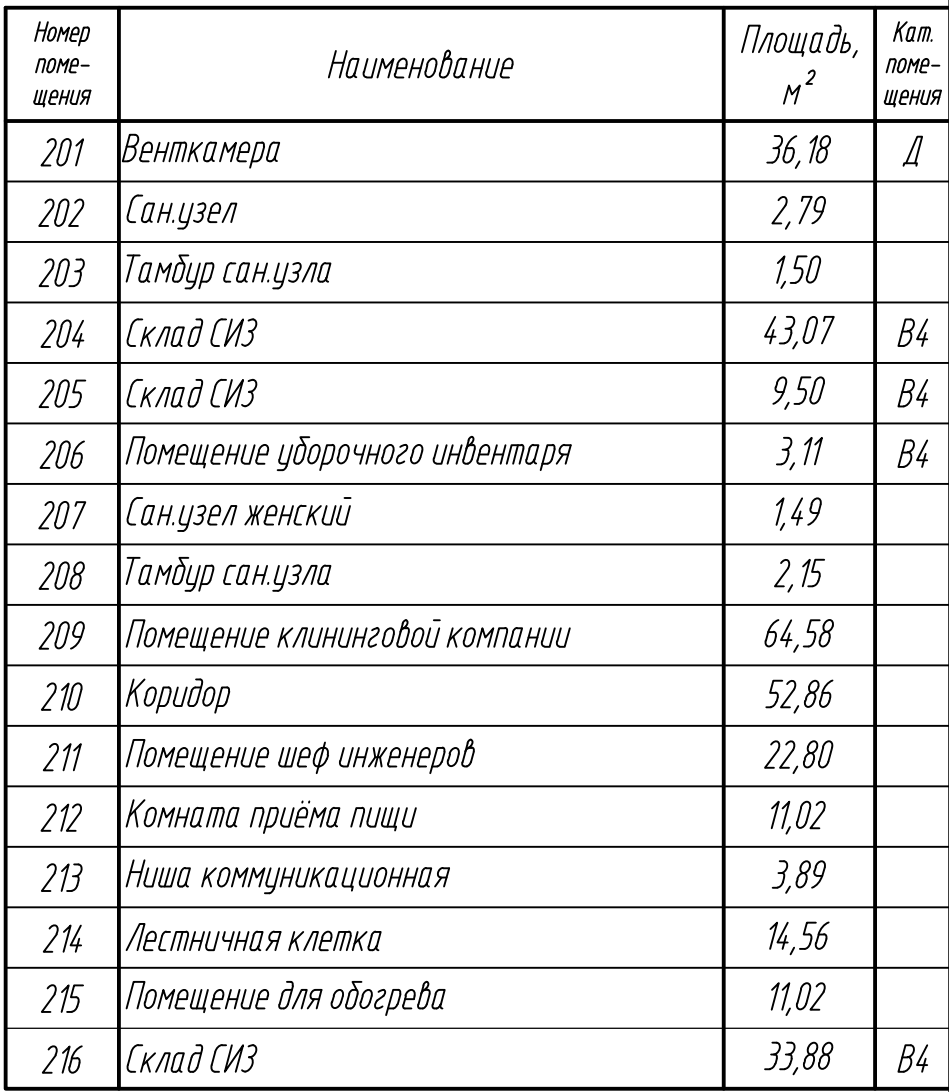 Номер поме- щения Наименование Площадь, м² Кат. поме- щения
201 Венткамера 36,18 Д
202 Сан.узел 2,79
203 Тамбур сан.узла 1,50
204 Склад СИЗ 43,07 В4
205 Склад СИЗ 9,50 В4
206 Помещение уборочного инвентаря 3,11 В4
207 Сан.узел женский 1,49
208 Тамбур сан.узла 2,15
209 Помещение клининговой компании 64,58
210 Коридор 52,86
211 Помещение шеф инженеров 22,80
212 Комната приёма пищи 11,02
213 Ниша коммуникационная 3,89
214 Лестничная клетка 14,56
215 Помещение для обогрева 11,02
216 Склад СИЗ 33,88 В4